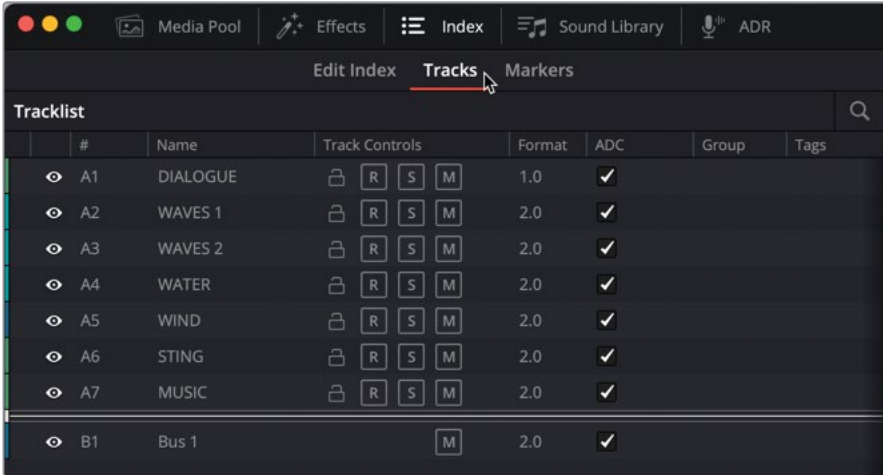 Media Pool Effects Index Sound Library ADR
Edit Index Tracks Markers
Tracklist
# Name Track Controls Format ADC Group Tags
A1 DIALOGUE R S M 1.0
A2 WAVES 1 R S M 2.0
A3 WAVES 2 R S M 2.0
A4 WATER R S M 2.0
A5 WIND R S M 2.0
A6 STING R S M 2.0
A7 MUSIC R S M 2.0
B1 Bus 1 M 2.0